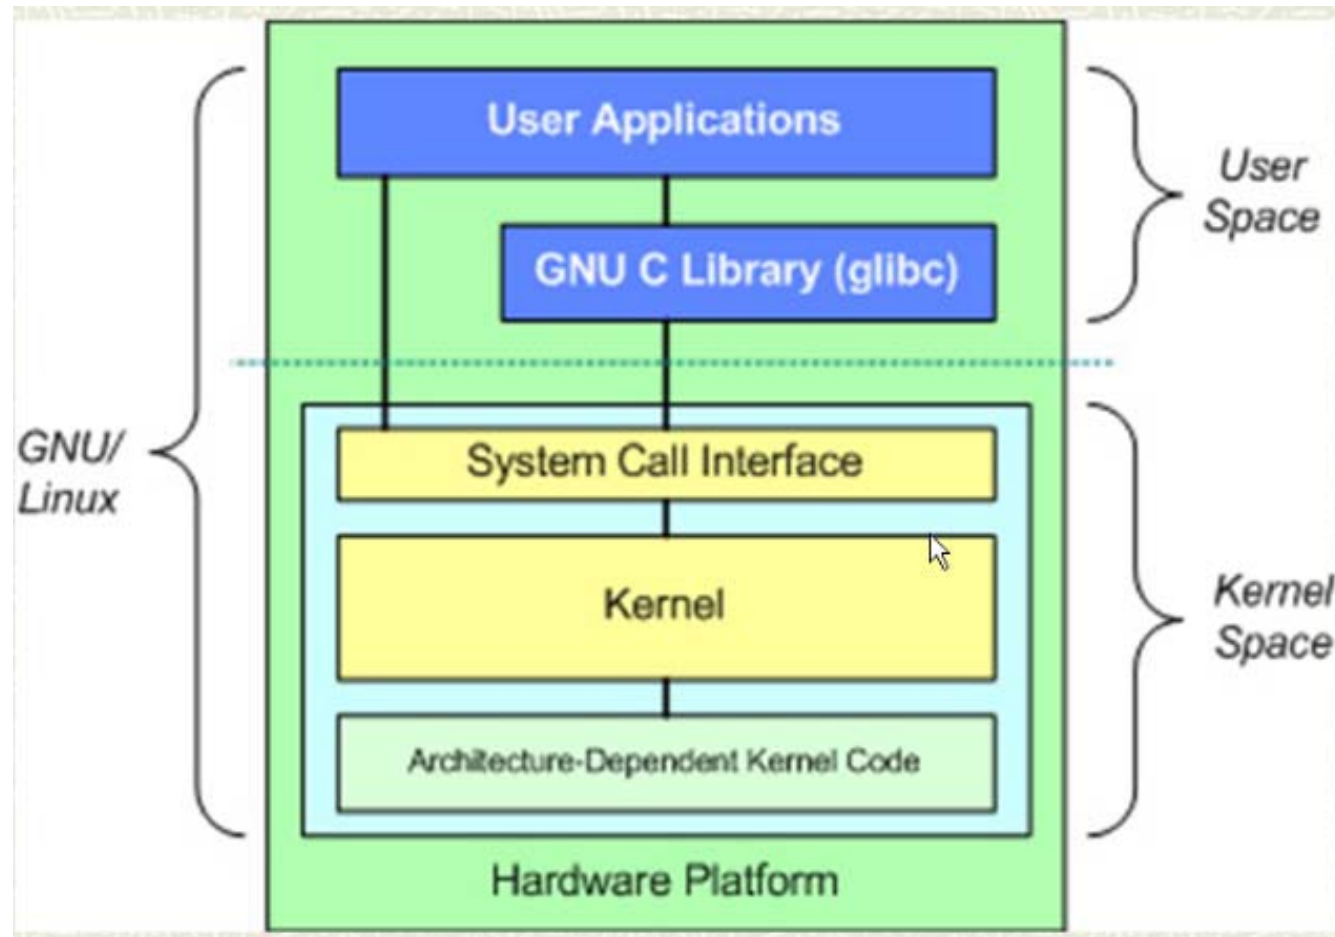 User Applications
User
Space
GNU C Library (glibc)
GNU/
Linux
System Call Interface
Kernel
Kernel
Space
Architecture-Dependent Kernel Code
Hardware Platform